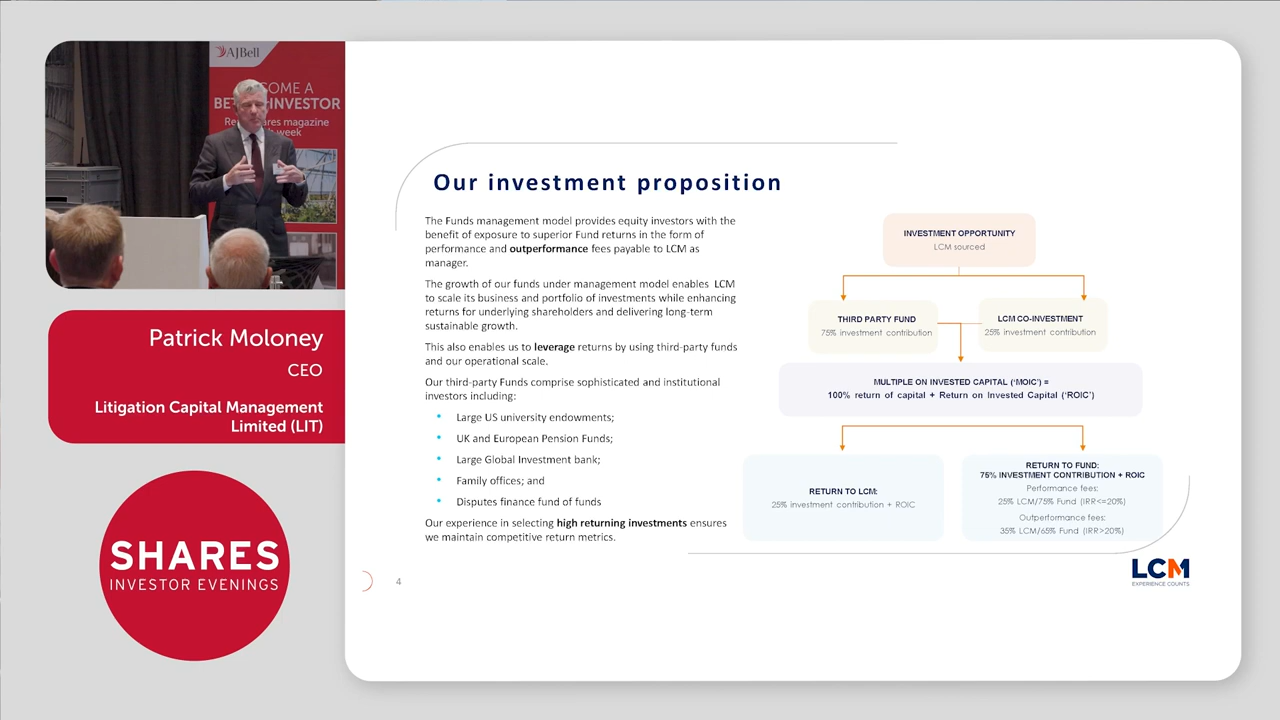 AJBell
COME A
BE INVESTOR
magazine
week
Patrick Moloney
CEO
Litigation Capital Management
Limited (LIT)
SHARES
INVESTOR EVENINGS
Our investment proposition
The Funds management model provides equity investors with the
benefit of exposure to superior Fund returns in the form of
performance and outperformance fees payable to LCM as
manager.
The growth of our funds under management model enables LCM
to scale its business and portfolio of investments while enhancing
returns for underlying shareholders and delivering long-term
sustainable growth.
This also enables us to leverage returns by using third-party funds
and our operational scale.
Our third-party Funds comprise sophisticated and institutional
investors including:
• Large US university endowments;
• UK and European Pension Funds;
• Large Global Investment bank;
• Family offices; and
• Disputes finance fund of funds
Our experience in selecting high returning investments ensures
we maintain competitive return metrics.
INVESTMENT OPPORTUNITY
LCM sourced
THIRD PARTY FUND
75% investment contribution
LCM CO-INVESTMENT
25% investment contribution
MULTIPLE ON INVESTED CAPITAL ('MOIC') =
100% return of capital + Return on Invested Capital ('ROIC')
RETURN TO LCM:
25% investment contribution + ROIC
RETURN TO FUND:
75% INVESTMENT CONTRIBUTION + ROIC
Performance fees:
25% LCM/75% Fund (IRR<=20%)
Outperformance fees:
35% LCM/65% Fund (IRR>20%)
4
LCM
EXPERIENCE COUNTS